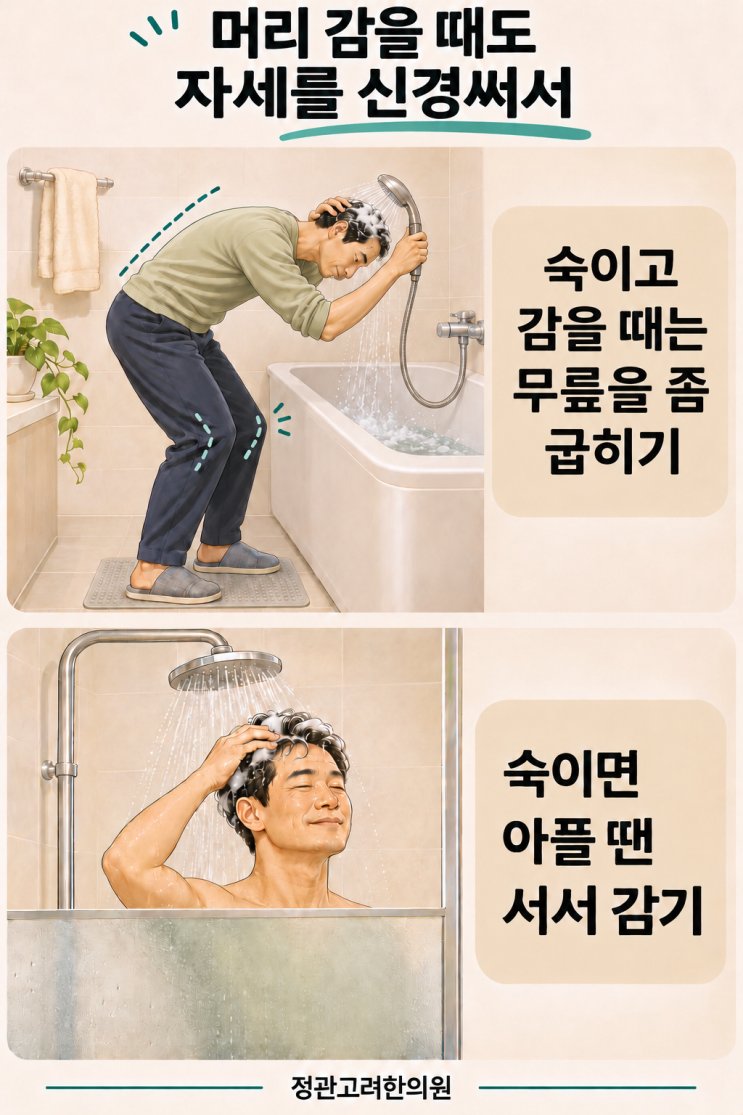 머리 감을 때도
자세를 신경써서
숙이고
감을 때는
무릎을 좀
굽히기
숙이면
아플 땐
서서 감기
정관고려한의원